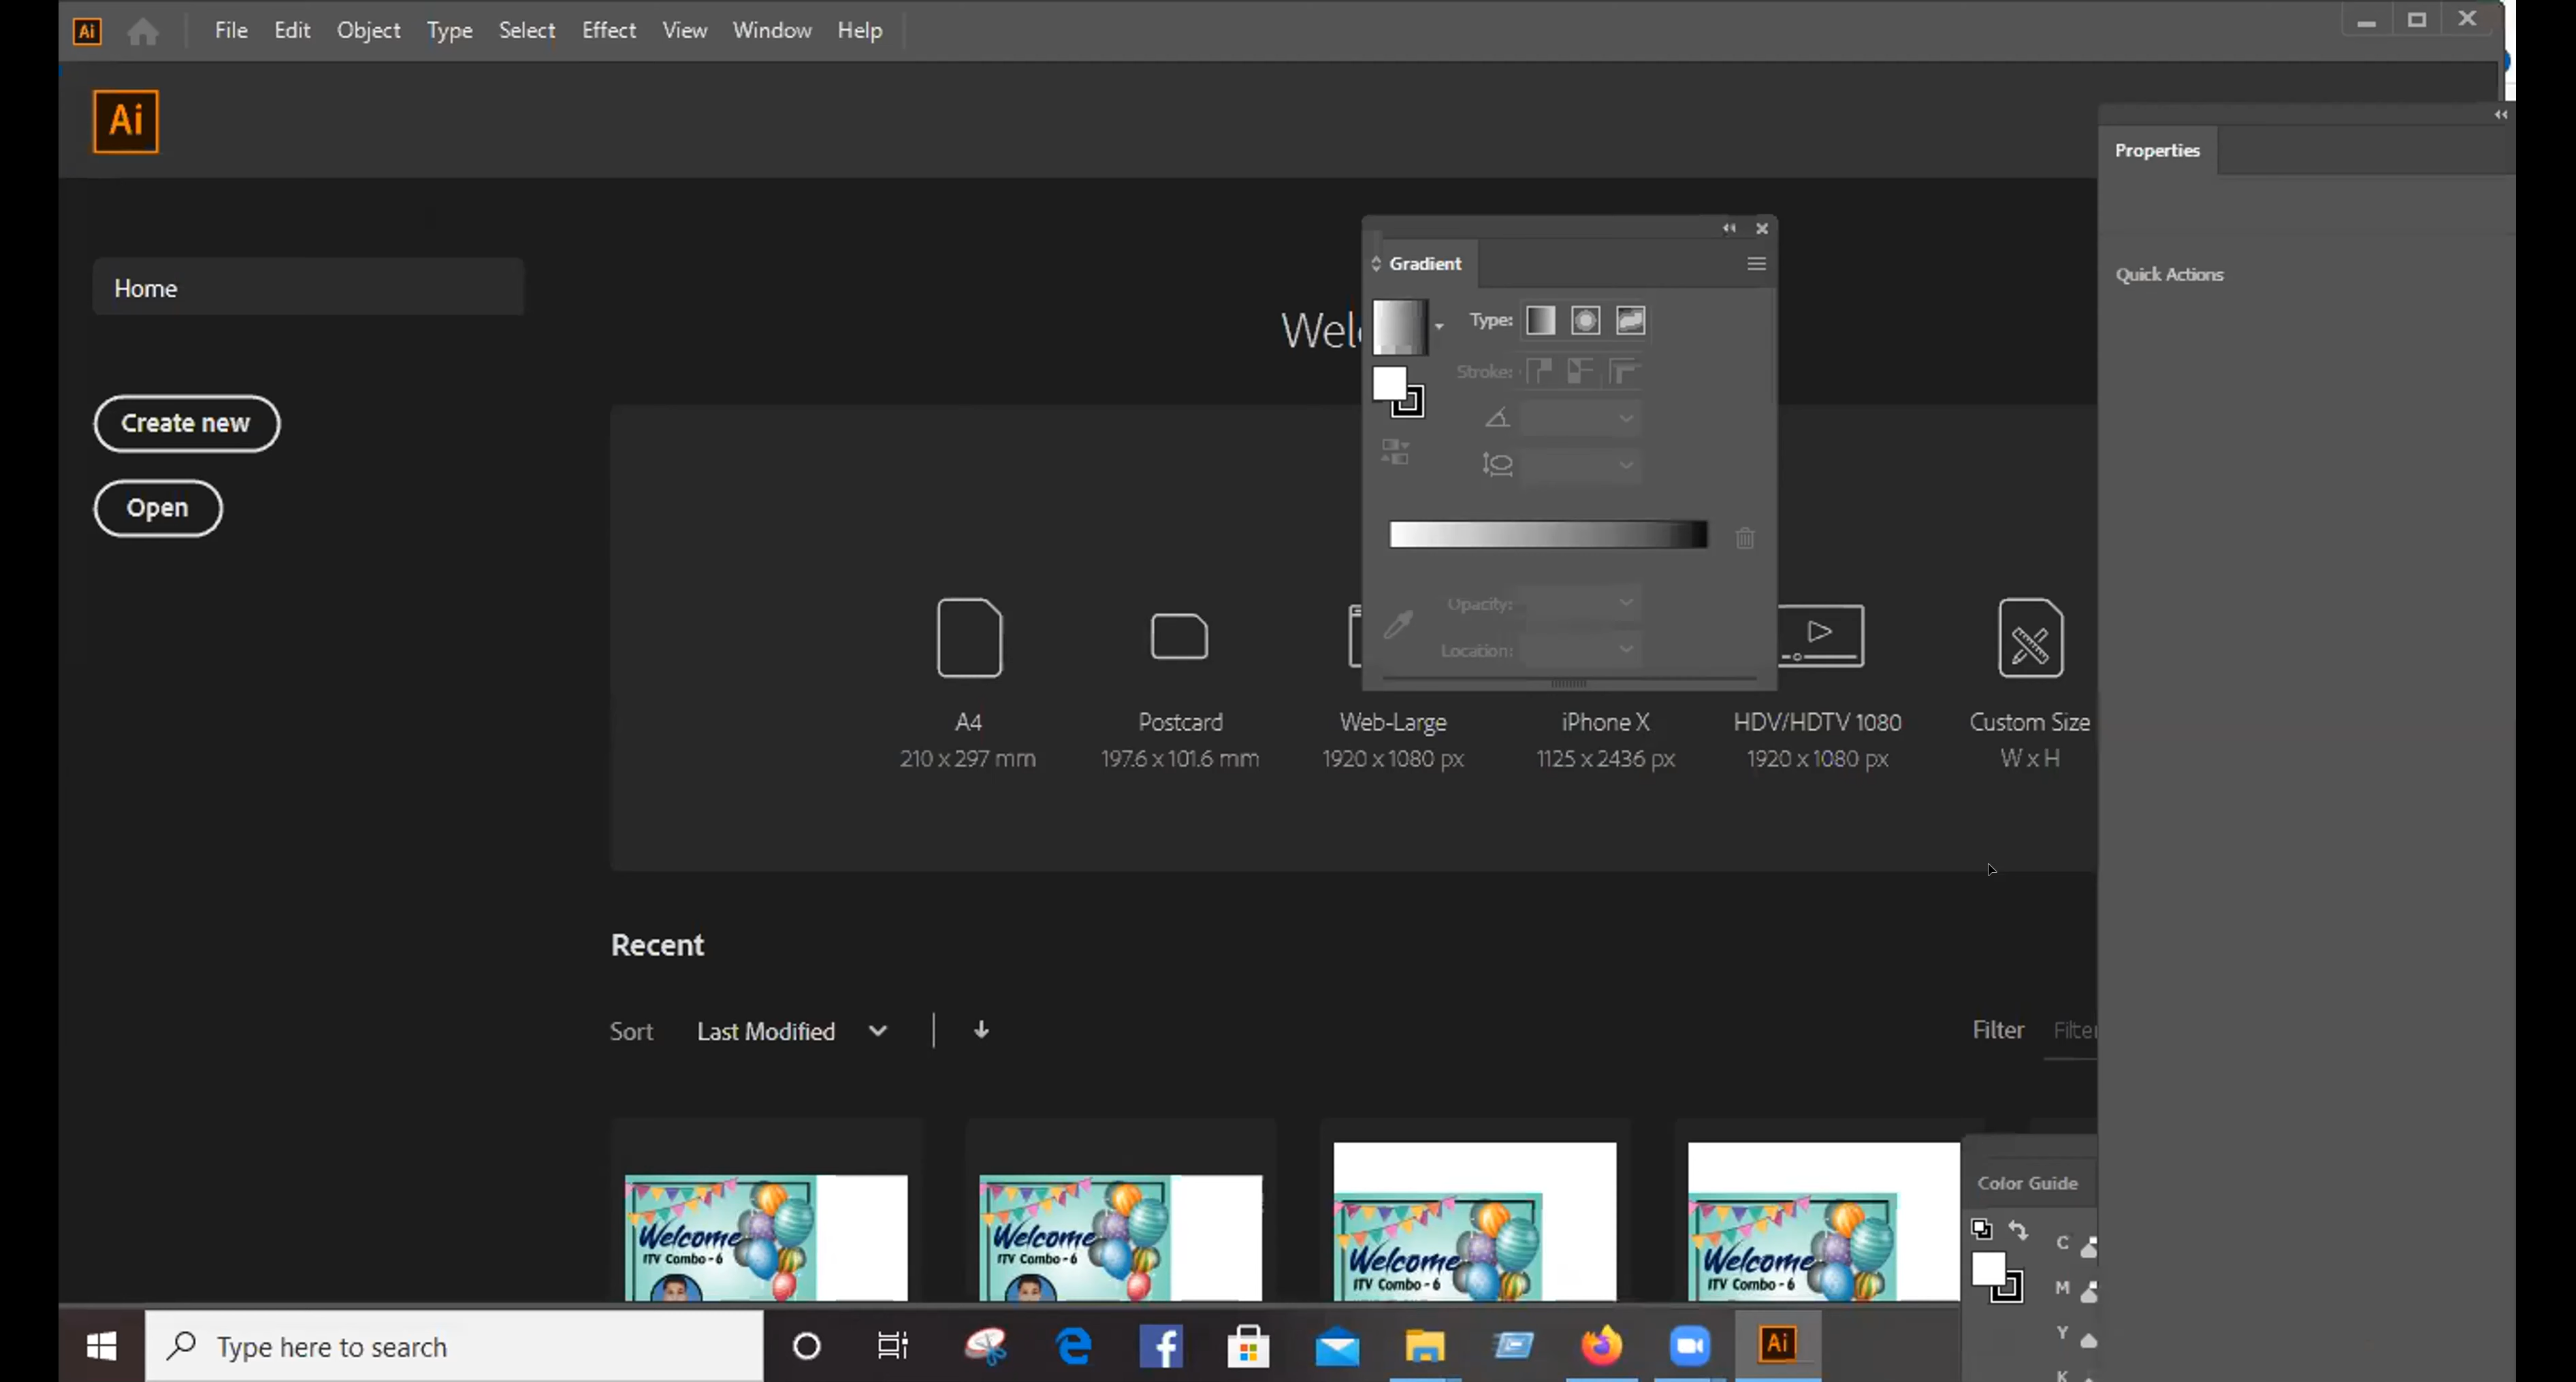 Ai File Edit Object Type Select Effect View Window Help
Ai
Properties
Quick Actions
Home
Create new
Open
Gradient
Type:
Stroke:
Opacity:
Location:
A4 Postcard Web-Large iPhone X HDV/HDTV 1080 Custom Size
210 x 297 mm 197.6 x 101.6 mm 1920 x 1080 px 1125 x 2436 px 1920 x 1080 px W x H
Recent
Sort Last Modified Filter
Color Guide
C
M
Y
K
Welcome
ITV Combo - 6
Welcome
ITV Combo - 6
Welcome
ITV Combo - 6
Welcome
ITV Combo - 6
Type here to search
Ai